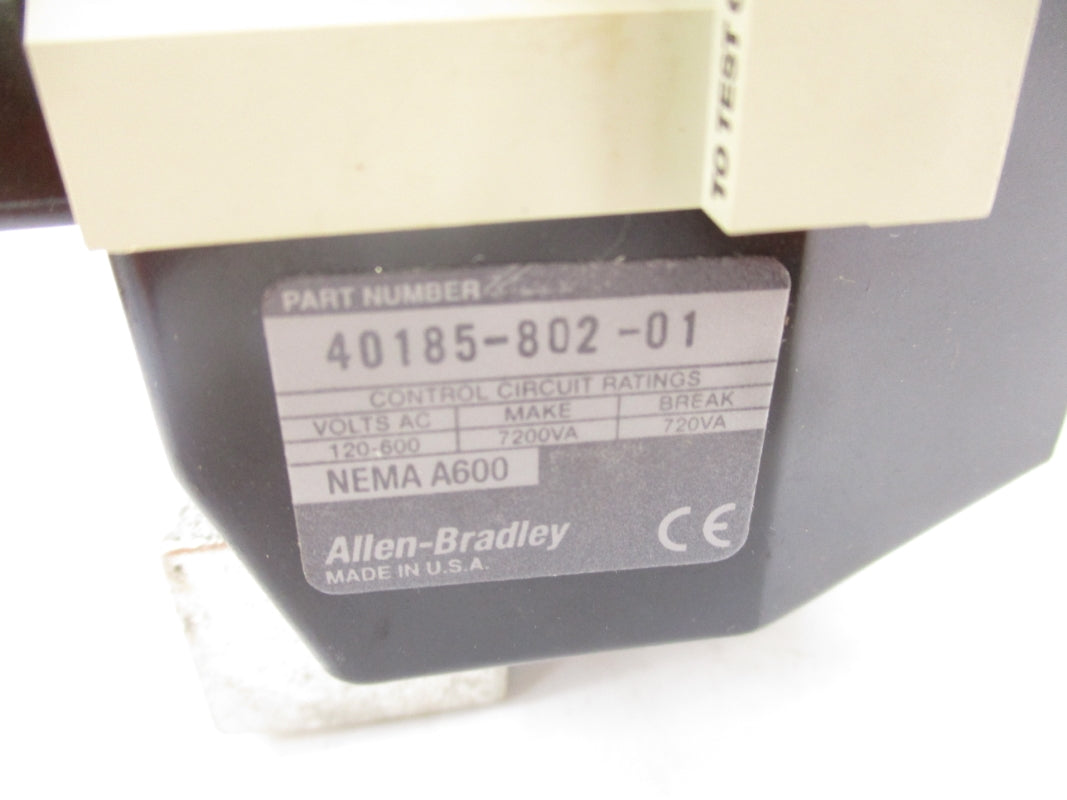 TO TEST
PART NUMBER
40185-802-01
CONTROL CIRCUIT RATINGS
VOLTS AC MAKE BREAK
120-600 7200VA 720VA
NEMA A600
Allen-Bradley CE
MADE IN U.S.A.